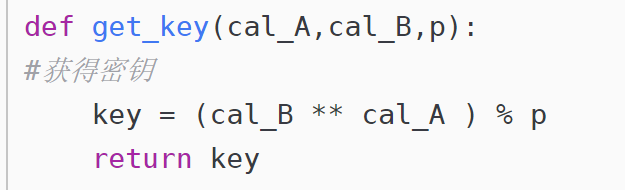 def get_key(cal_A,cal_B,p):
#获得密钥
    key = (cal_B ** cal_A ) % p
    return key